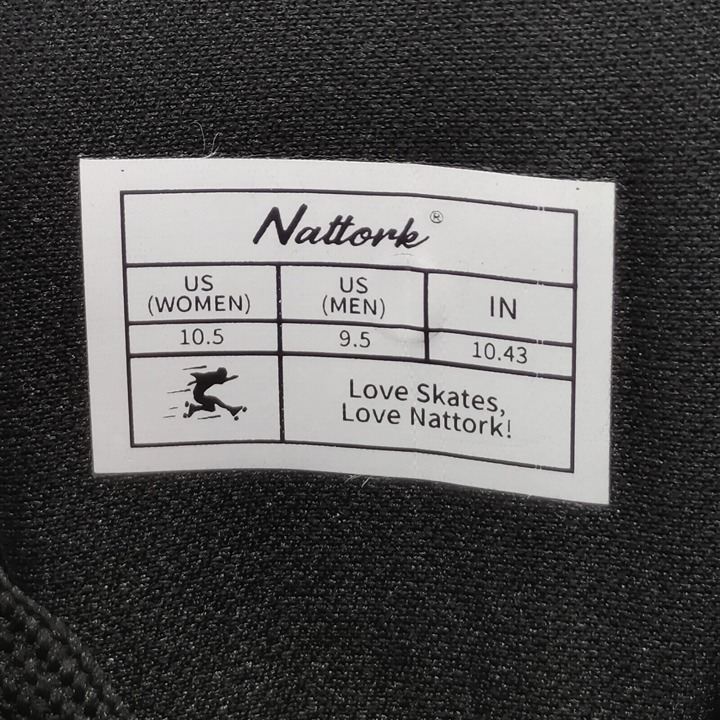 Nattork®
US (WOMEN)
US (MEN)
IN
10.5
9.5
10.43
Love Skates,
Love Nattork!